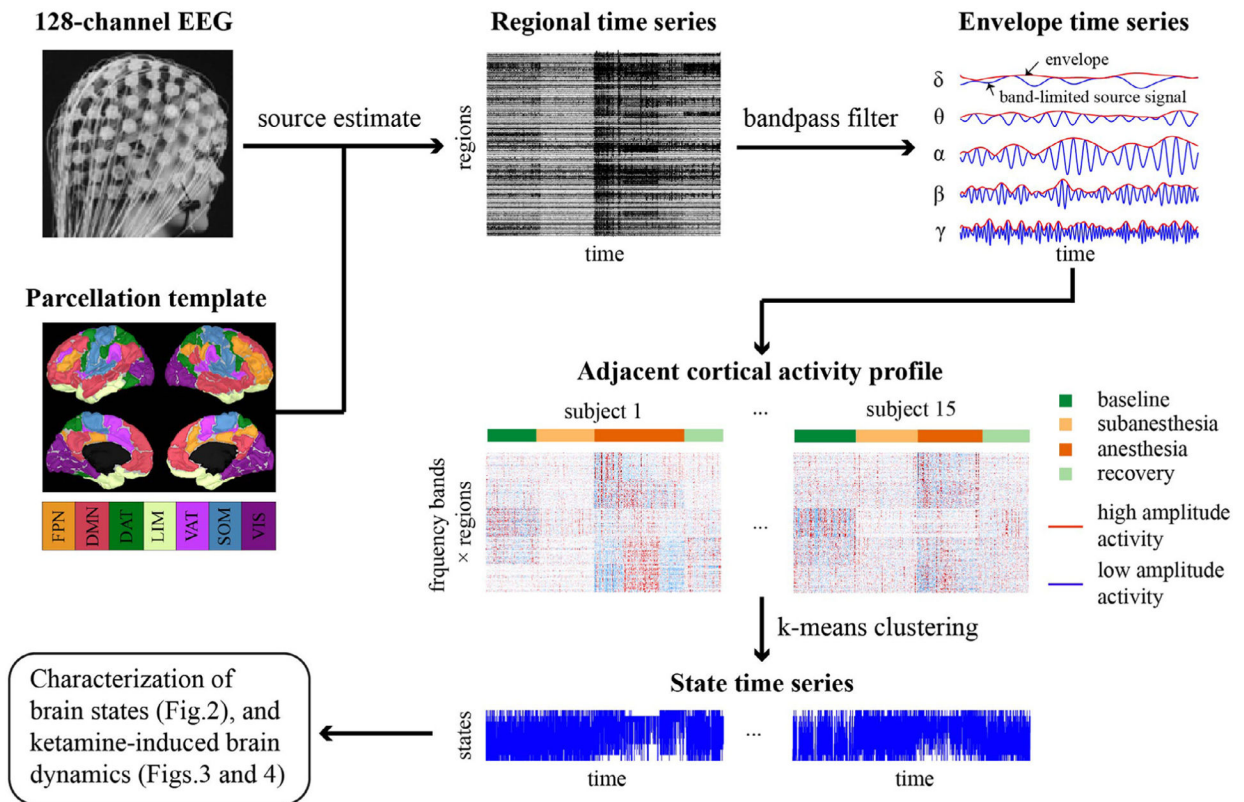 128-channel EEG
source estimate
Regional time series
regions
time
bandpass filter
Envelope time series
envelope
band-limited source signal
δ
θ
α
β
γ
time
Parcellation template
FPN
DMN
DAT
LIM
VAT
SOM
VIS
Adjacent cortical activity profile
subject 1
...
subject 15
frquency bands
× regions
...
baseline
subanesthesia
anesthesia
recovery
high amplitude
activity
low amplitude
activity
k-means clustering
State time series
states
...
time
time
Characterization of
brain states (Fig.2), and
ketamine-induced brain
dynamics (Figs.3 and 4)